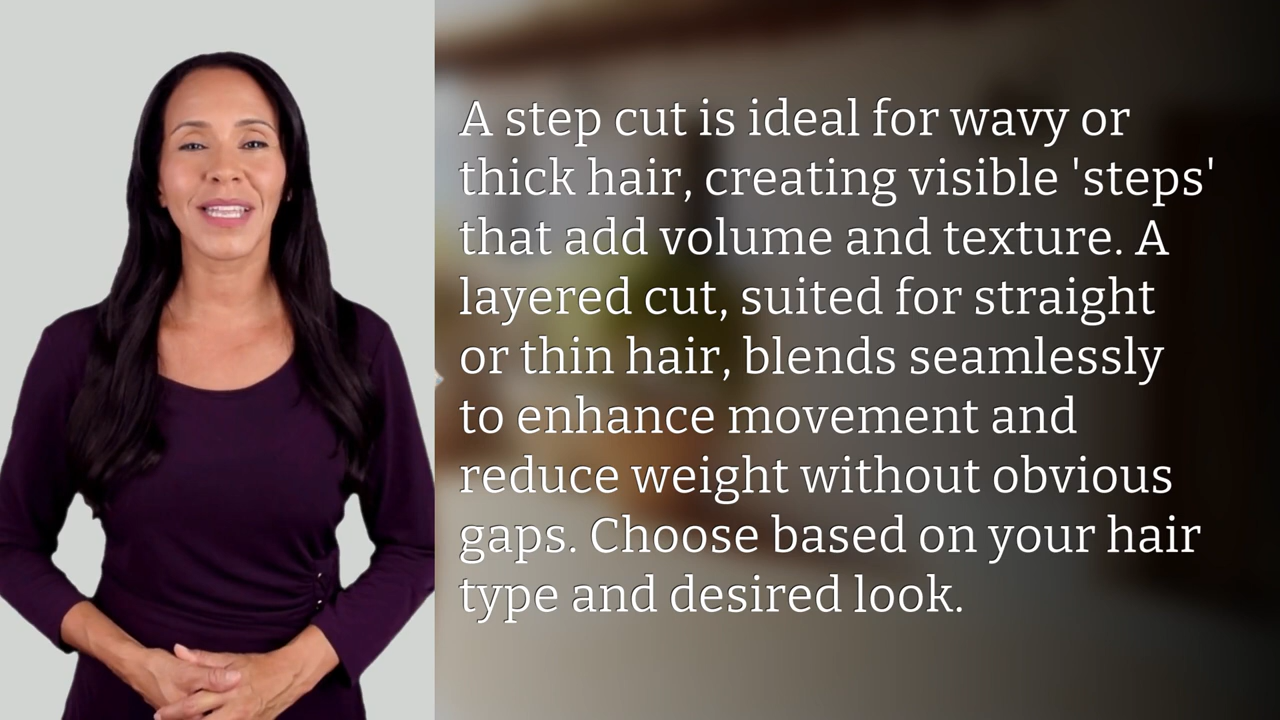 A step cut is ideal for wavy or
thick hair, creating visible 'steps'
that add volume and texture. A
layered cut, suited for straight
or thin hair, blends seamlessly
to enhance movement and
reduce weight without obvious
gaps. Choose based on your hair
type and desired look.